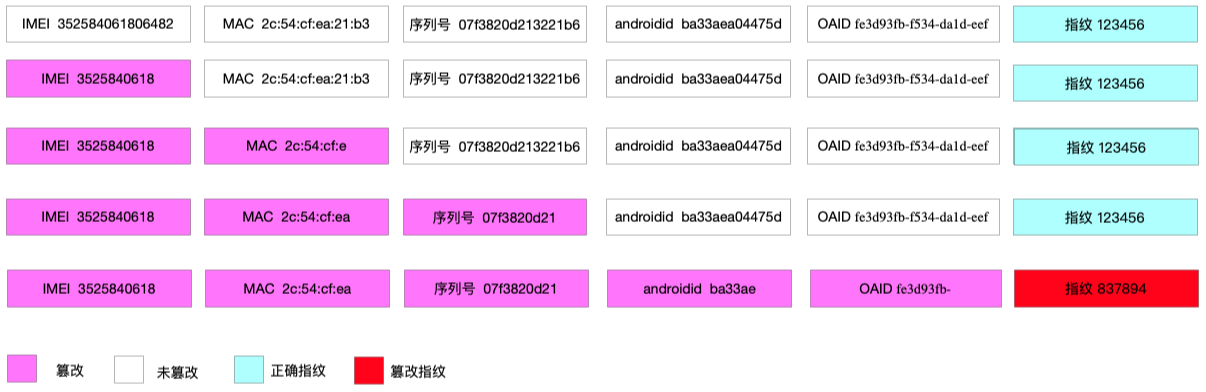 IMEI 352584061806482 MAC 2c:54:cf:ea:21:b3 序列号 07f3820d213221b6 androidid ba33aea04475d OAID fe3d93fb-f534-da1d-eef 指纹 123456
IMEI 3525840618 MAC 2c:54:cf:ea:21:b3 序列号 07f3820d213221b6 androidid ba33aea04475d OAID fe3d93fb-f534-da1d-eef 指纹 123456
IMEI 3525840618 MAC 2c:54:cf:e 序列号 07f3820d213221b6 androidid ba33aea04475d OAID fe3d93fb-f534-da1d-eef 指纹 123456
IMEI 3525840618 MAC 2c:54:cf:ea 序列号 07f3820d21 androidid ba33aea04475d OAID fe3d93fb-f534-da1d-eef 指纹 123456
IMEI 3525840618 MAC 2c:54:cf:ea 序列号 07f3820d21 androidid ba33ae OAID fe3d93fb- 指纹 837894
篡改 未篡改 正确指纹 篡改指纹